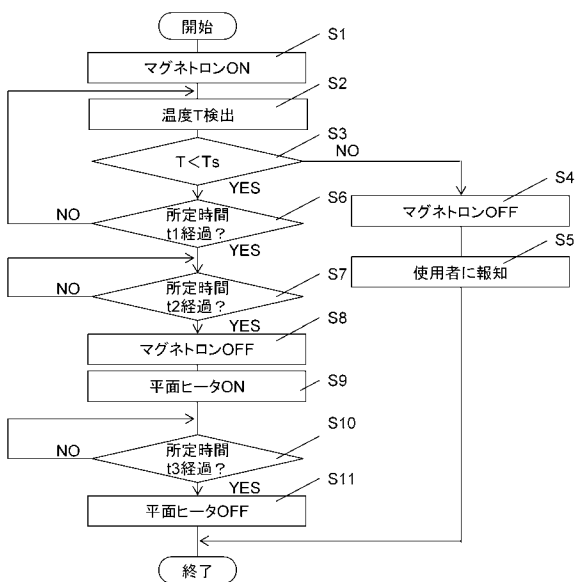 開始
S1
マグネトロンON
S2
温度T検出
S3
T<Ts
NO
YES
S4
マグネトロンOFF
S5
使用者に報知
S6
NO
所定時間
t1経過?
YES
S7
NO
所定時間
t2経過?
YES
S8
マグネトロンOFF
平面ヒータON
S9
S10
NO
所定時間
t3経過?
YES
S11
平面ヒータOFF
終了